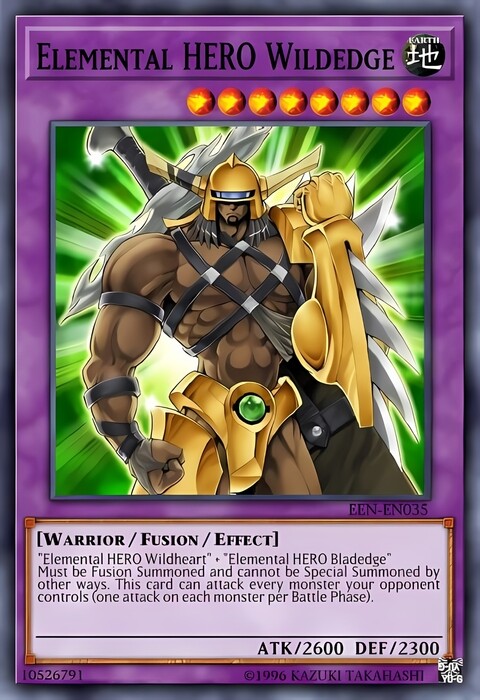 ELEMENTAL HERO WILDEDGE
EARTH
地
EEN-EN035
[WARRIOR / FUSION / EFFECT]
"Elemental HERO Wildheart" + "Elemental HERO Bladedge"
Must be Fusion Summoned and cannot be Special Summoned by
other ways. This card can attack every monster your opponent
controls (one attack on each monster per Battle Phase).
ATK/2600 DEF/2300
10526791
©1996 KAZUKI TAKAHASHI